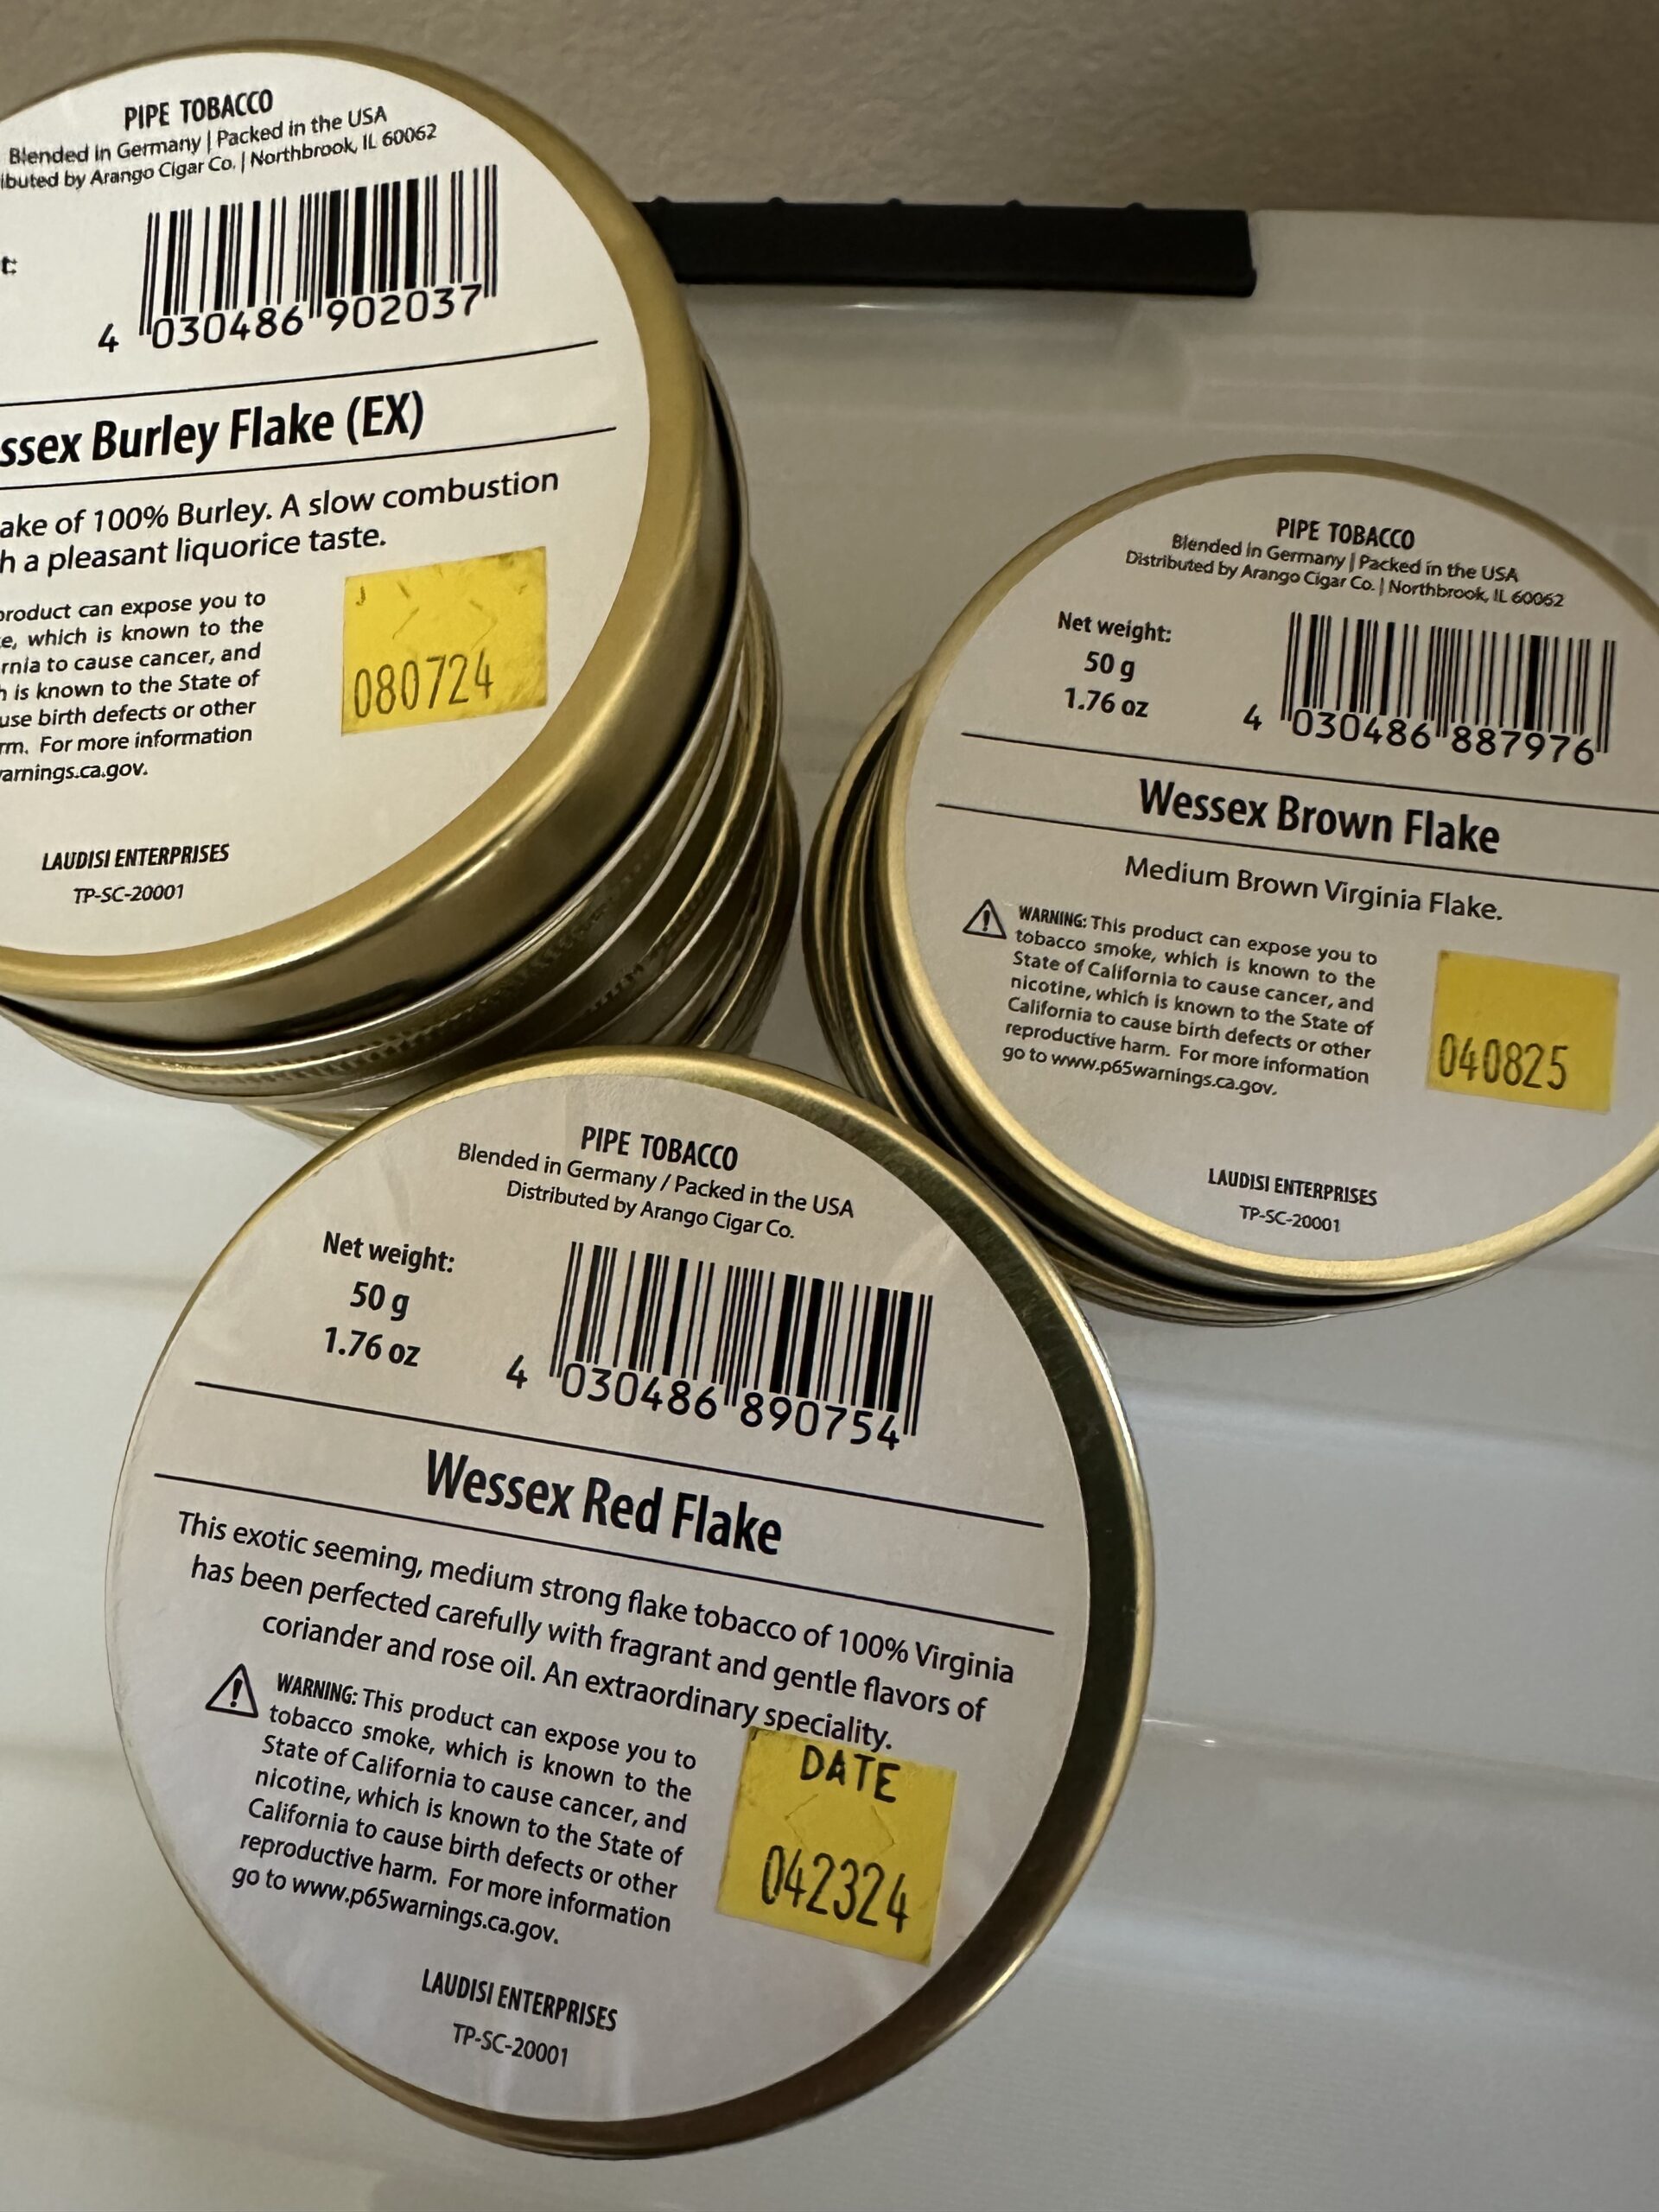 PIPE TOBACCO
Blended in Germany | Packed in the USA
Arango Cigar Co. | Northbrook, IL 60062
4 030486 902037
Burley Flake (EX)
of 100% Burley. A slow combustion
a pleasant liquorice taste.
product can expose you to
which is known to the
to cause cancer, and
is known to the State of
birth defects or other
For more information
080724
LAUDISI ENTERPRISES
TP-SC-20001
PIPE TOBACCO
Blended in Germany | Packed in the USA
Distributed by Arango Cigar Co. | Northbrook, IL 60062
Net weight:
50 g
1.76 oz
4 030486 887976
Wessex Brown Flake
Medium Brown Virginia Flake.
WARNING: This product can expose you to
tobacco smoke, which is known to the
State of California to cause cancer, and
nicotine, which is known to the State of
California to cause birth defects or other
reproductive harm. For more information
go to www.p65warnings.ca.gov.
040825
LAUDISI ENTERPRISES
TP-SC-20001
PIPE TOBACCO
Blended in Germany / Packed in the USA
Distributed by Arango Cigar Co.
Net weight:
50 g
1.76 oz
4 030486 890754
Wessex Red Flake
This exotic seeming, medium strong flake tobacco of 100% Virginia
has been perfected carefully with fragrant and gentle flavors of
coriander and rose oil. An extraordinary speciality.
WARNING: This product can expose you to
tobacco smoke, which is known to the
State of California to cause cancer, and
nicotine, which is known to the State of
California to cause birth defects or other
reproductive harm. For more information
go to www.p65warnings.ca.gov.
DATE
042324
LAUDISI ENTERPRISES
TP-SC-20001